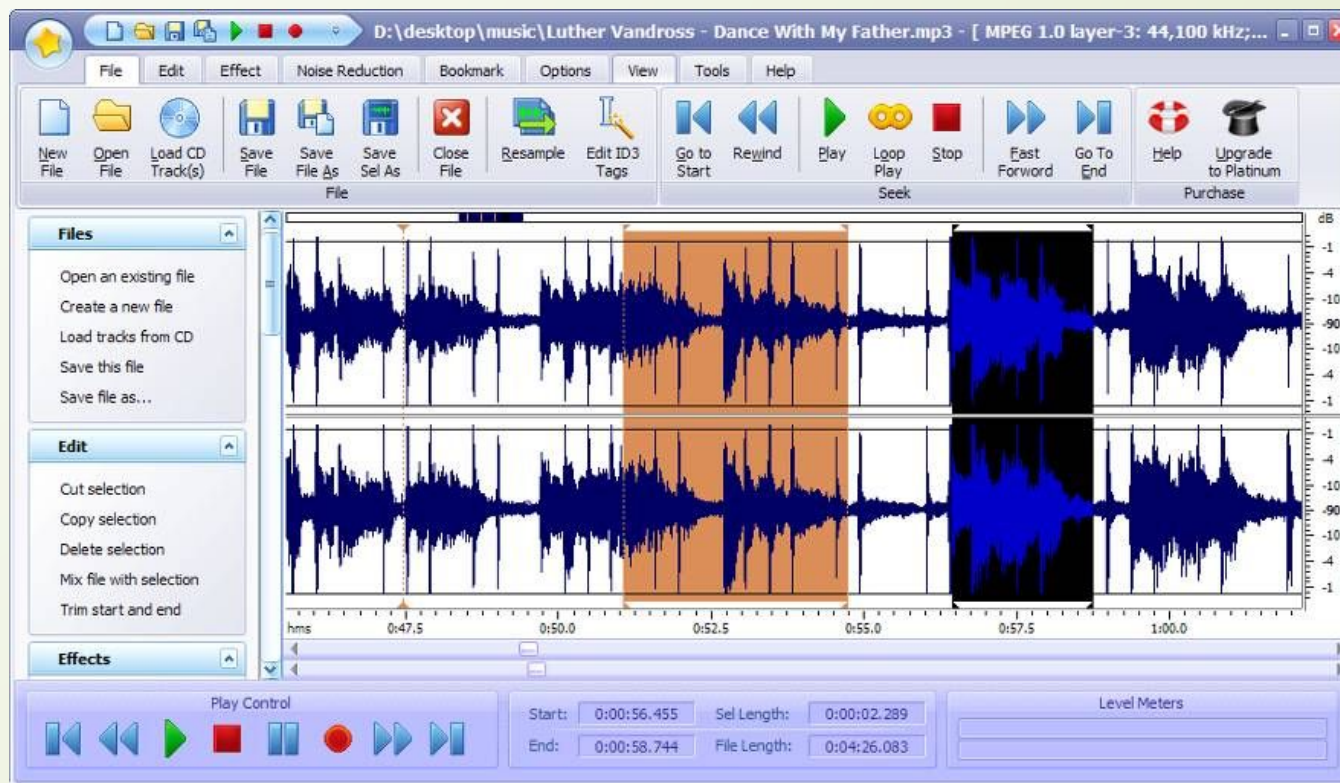 D:\desktop\music\Luther Vandross - Dance With My Father.mp3 - [ MPEG 1.0 layer-3: 44,100 kHz;...
File Edit Effect Noise Reduction Bookmark Options View Tools Help
New File
Open File
Load CD Track(s)
Save File
Save File As
Save Sel As
Close File
Resample
Edit ID3 Tags
Go to Start
Rewind
Play
Loop Play
Stop
Fast Forword
Go To End
Help
Upgrade to Platinum
File Seek Purchase
Files
Open an existing file
Create a new file
Load tracks from CD
Save this file
Save file as...
Edit
Cut selection
Copy selection
Delete selection
Mix file with selection
Trim start and end
Effects
dB
-1
-4
-10
-90
-10
-4
-1
-1
-4
-10
-90
-10
-4
-1
hms 0:47.5 0:50.0 0:52.5 0:55.0 0:57.5 1:00.0
Play Control
Start: 0:00:56.455 Sel Length: 0:00:02.289
End: 0:00:58.744 File Length: 0:04:26.083
Level Meters